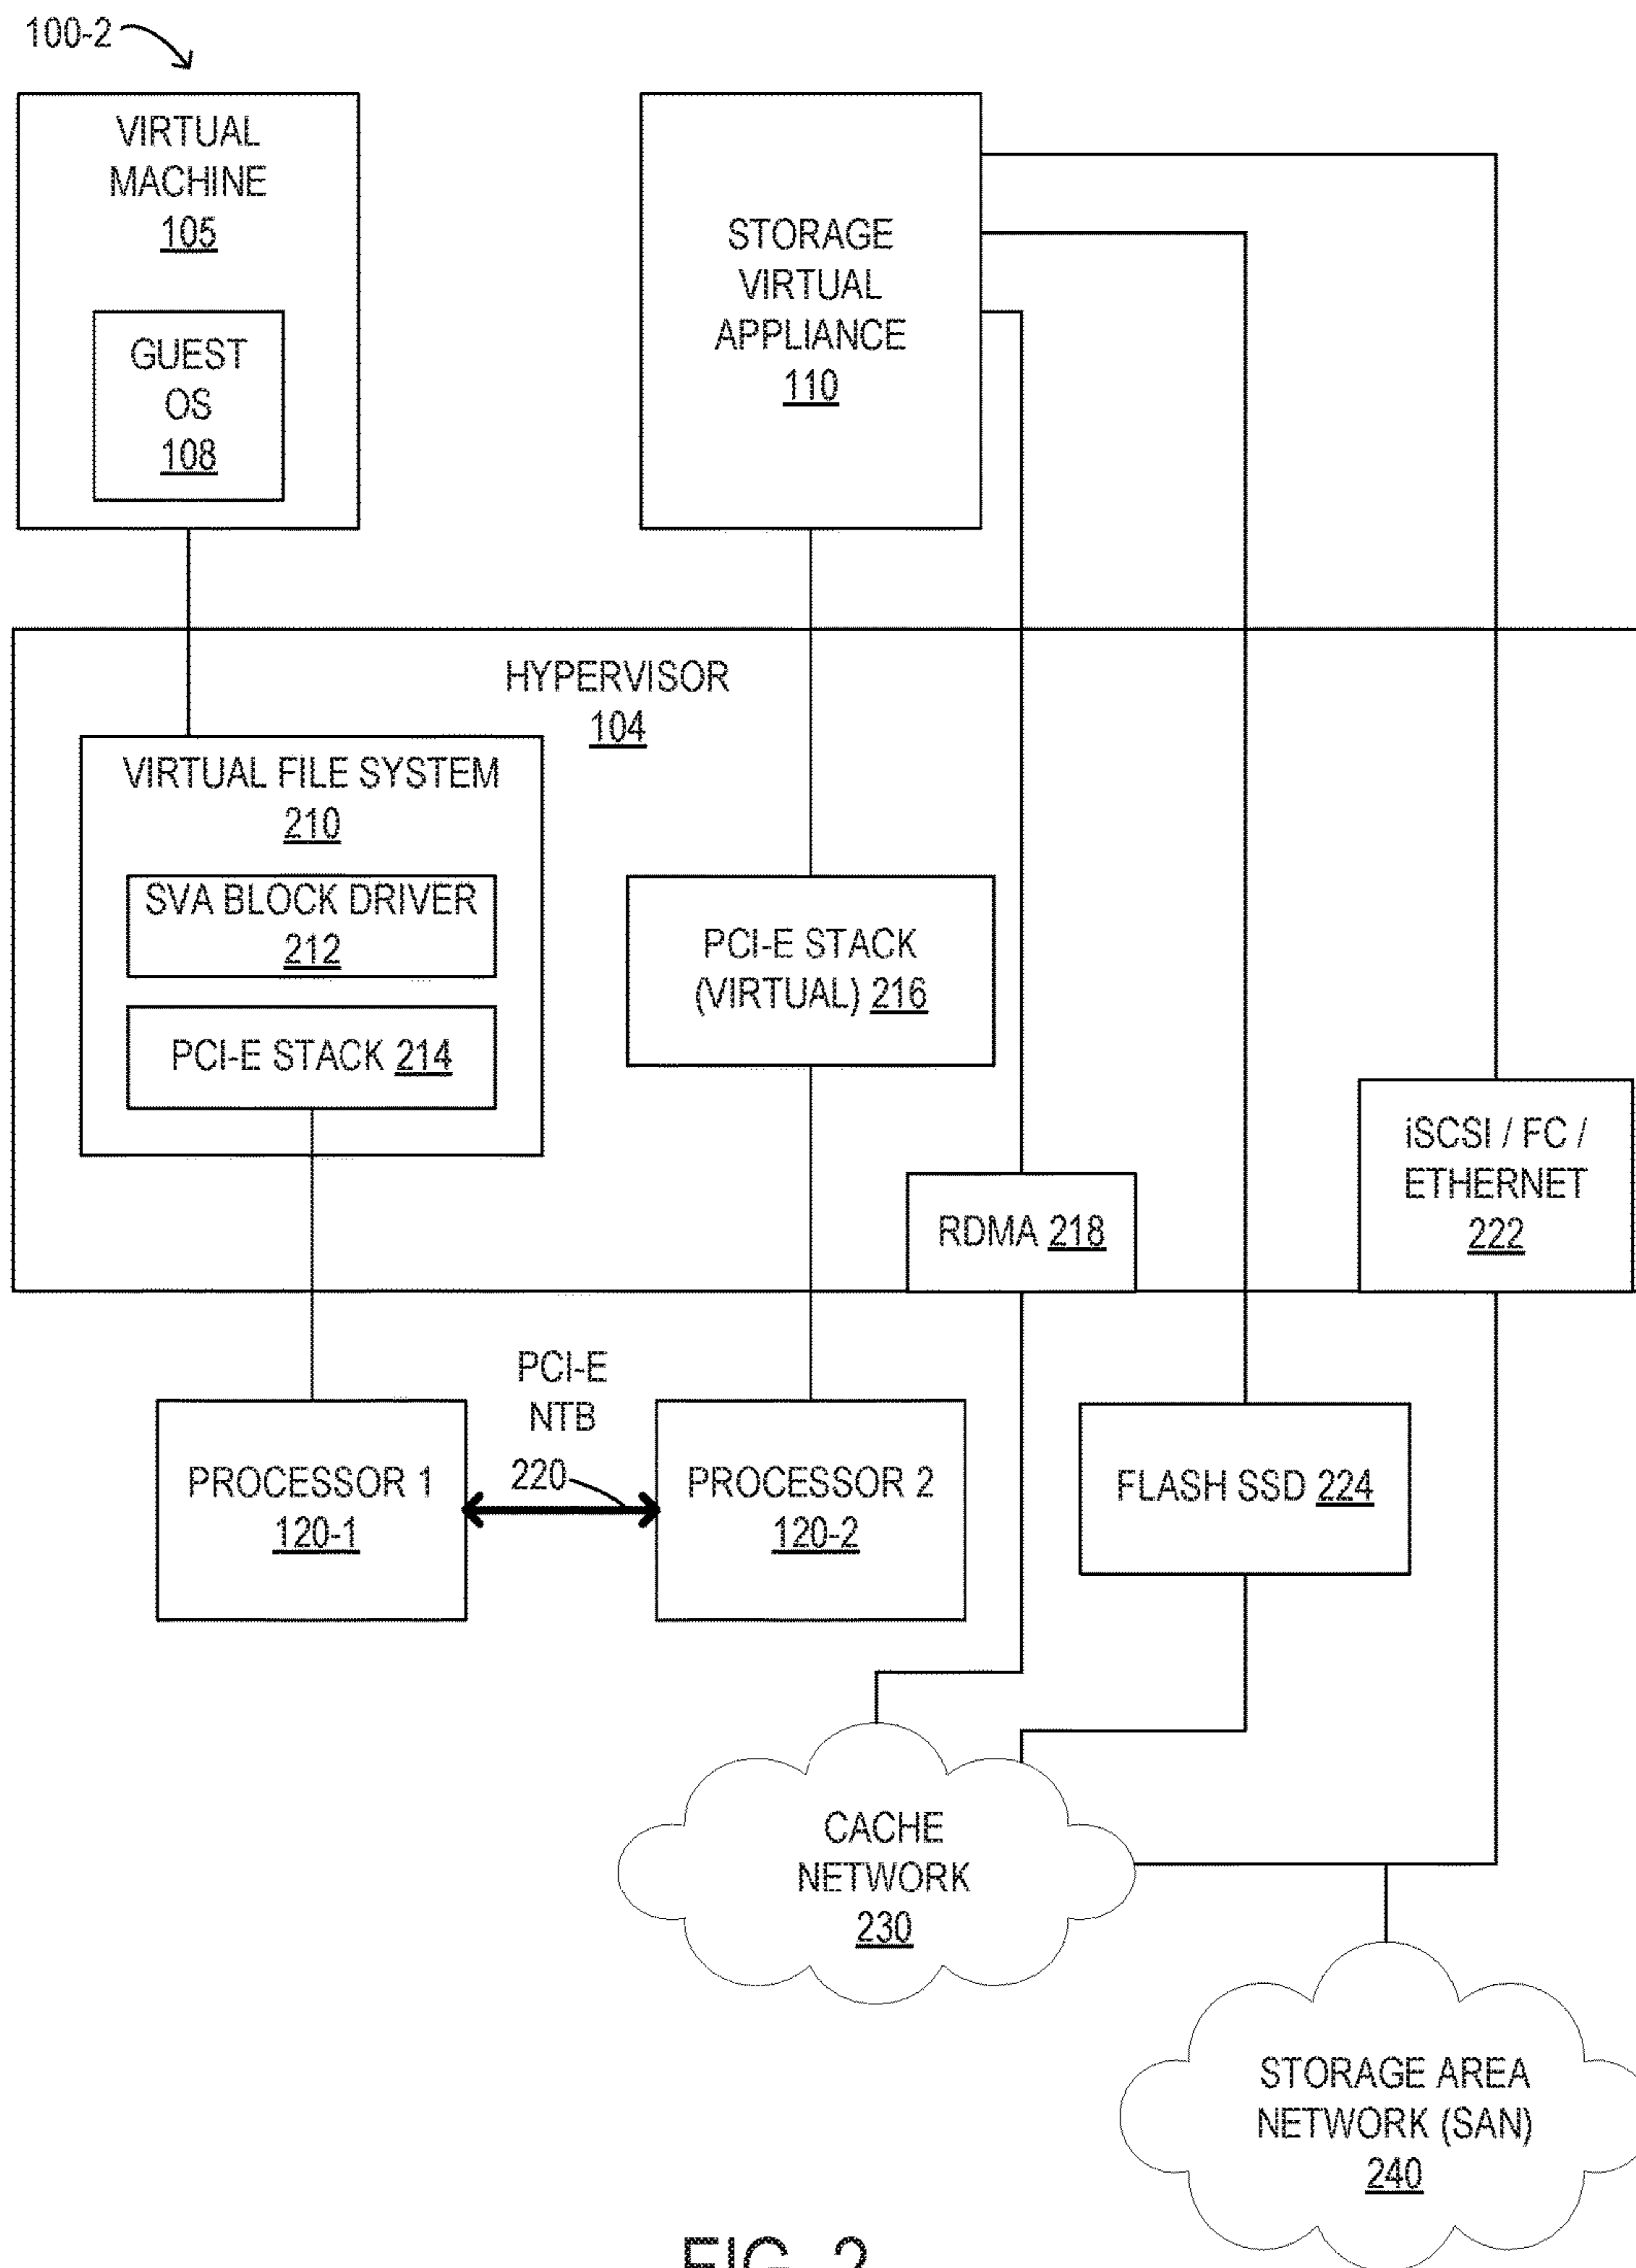 100-2
VIRTUAL
MACHINE
105
GUEST
OS
108
STORAGE
VIRTUAL
APPLIANCE
110
HYPERVISOR
104
VIRTUAL FILE SYSTEM
210
SVA BLOCK DRIVER
212
PCI-E STACK 214
PCI-E STACK
(VIRTUAL) 216
RDMA 218
iSCSI / FC /
ETHERNET
222
PROCESSOR 1
120-1
PCI-E
NTB
220
PROCESSOR 2
120-2
FLASH SSD 224
CACHE
NETWORK
230
STORAGE AREA
NETWORK (SAN)
240
FIG. 2